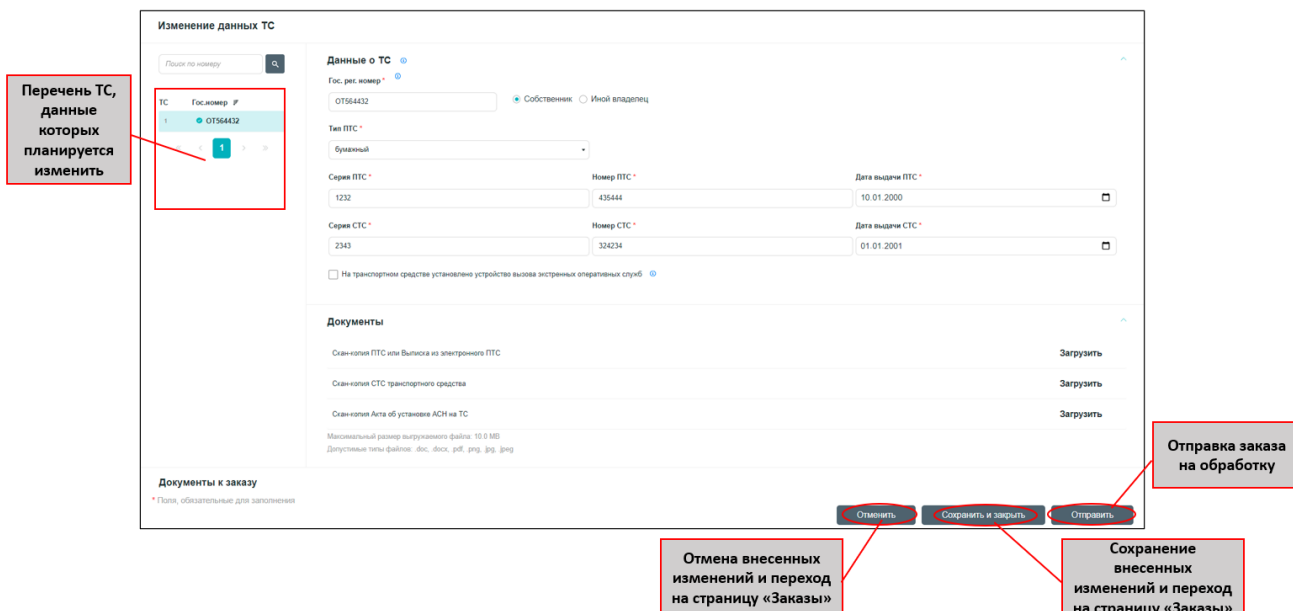 Изменение данных ТС
Поиск по номеру
ТС Гос.номер
1 ОТ564432
« < 1 > »
Перечень ТС,
данные
которых
планируется
изменить
Данные о ТС
Гос. рег. номер *
ОТ564432 Собственник Иной владелец
Тип ПТС *
бумажный
Серия ПТС * Номер ПТС * Дата выдачи ПТС *
1232 435444 10.01.2000
Серия СТС * Номер СТС * Дата выдачи СТС *
2343 324234 01.01.2001
На транспортном средстве установлено устройство вызова экстренных оперативных служб
Документы
Скан-копия ПТС или Выписка из электронного ПТС Загрузить
Скан-копия СТС транспортного средства Загрузить
Скан-копия Акта об установке АСН на ТС Загрузить
Максимальный размер выгружаемого файла: 10.0 MB
Допустимые типы файлов: .doc, .docx, .pdf, .png, .jpg, .jpeg
Документы к заказу
* Поля, обязательные для заполнения
Отменить Сохранить и закрыть Отправить
Отправка заказа
на обработку
Отмена внесенных
изменений и переход
на страницу «Заказы»
Сохранение
внесенных
изменений и переход
на страницу «Заказы»